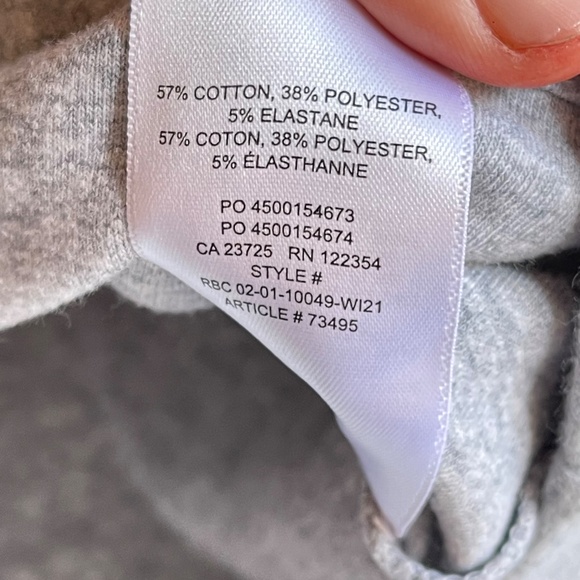 57% COTTON, 38% POLYESTER,
5% ELASTANE
57% COTON, 38% POLYESTER,
5% ÉLASTHANNE
PO 4500154673
PO 4500154674
CA 23725 RN 122354
STYLE #
RBC 02-01-10049-WI21
ARTICLE # 73495